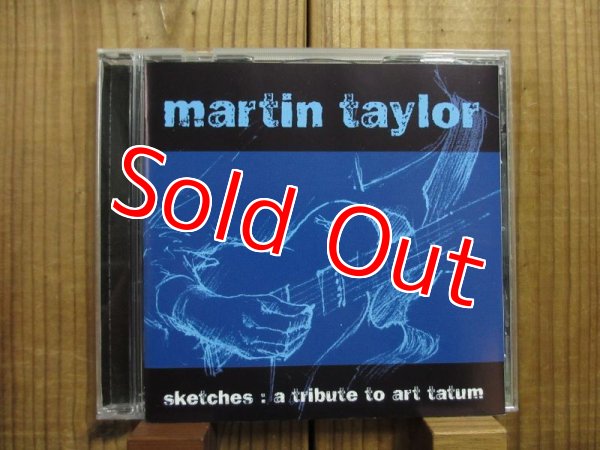 martin taylor
Sold Out
sketches : a tribute to art tatum